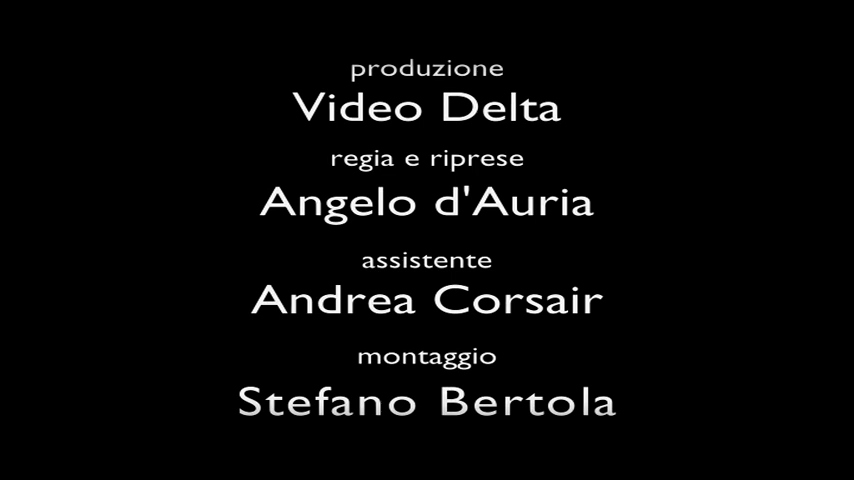 produzione
Video Delta
regia e riprese
Angelo d'Auria
assistente
Andrea Corsair
montaggio
Stefano Bertola